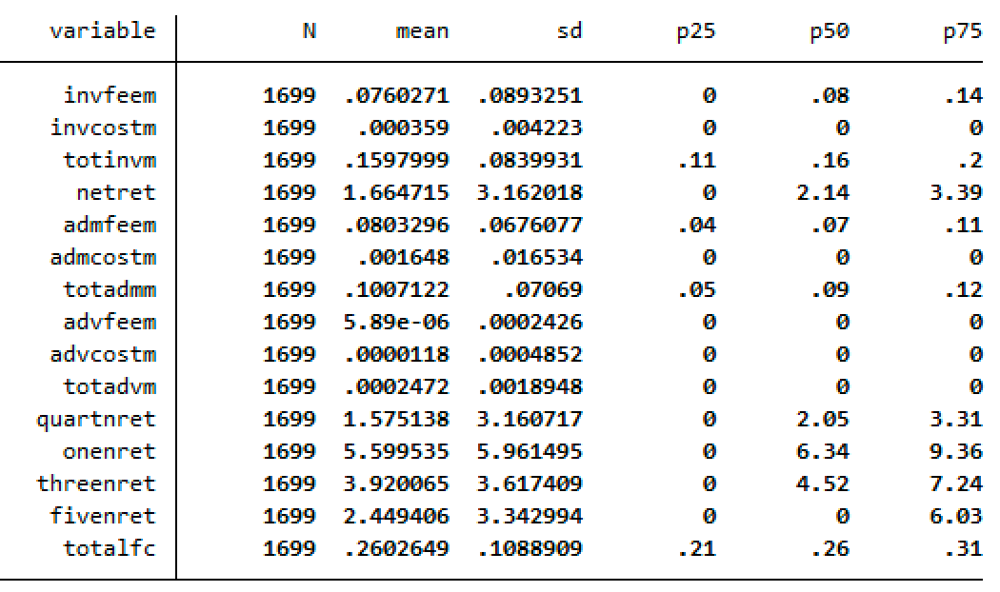 variable N mean sd p25 p50 p75
invfeem 1699 .0760271 .0893251 0 .08 .14
invcostm 1699 .000359 .004223 0 0 0
totinvm 1699 .1597999 .0839931 .11 .16 .2
netret 1699 1.664715 3.162018 0 2.14 3.39
admfeem 1699 .0803296 .0676077 .04 .07 .11
admcostm 1699 .001648 .016534 0 0 0
totadmm 1699 .1007122 .07069 .05 .09 .12
advfeem 1699 5.89e-06 .0002426 0 0 0
advcostm 1699 .0000118 .0004852 0 0 0
totadvm 1699 .0002472 .0018948 0 0 0
quartnret 1699 1.575138 3.160717 0 2.05 3.31
onenret 1699 5.599535 5.961495 0 6.34 9.36
threenret 1699 3.920065 3.617409 0 4.52 7.24
fivenret 1699 2.449406 3.342994 0 0 6.03
totalfc 1699 .2602649 .1088909 .21 .26 .31